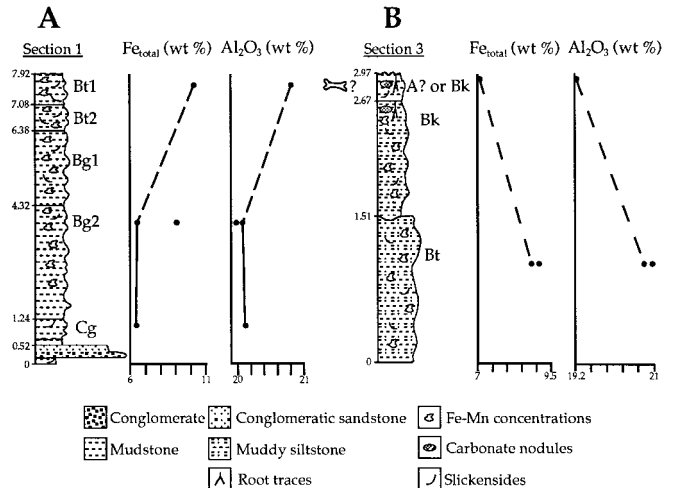 A
B
Section 1 Fetotal (wt %) Al2O3 (wt %) Section 3 Fetotal (wt %) Al2O3 (wt %)
7.92 Bt1
7.08 Bt2
6.38 Bg1
4.32 Bg2
1.24 Cg
0.52
0
6 11
20 21
? 2.97 A? or Bk
2.67 Bk
1.51 Bt
0
7 9.5
19.2 21
Conglomerate Conglomeratic sandstone Fe-Mn concentrations
Mudstone Muddy siltstone Carbonate nodules
Root traces Slickensides